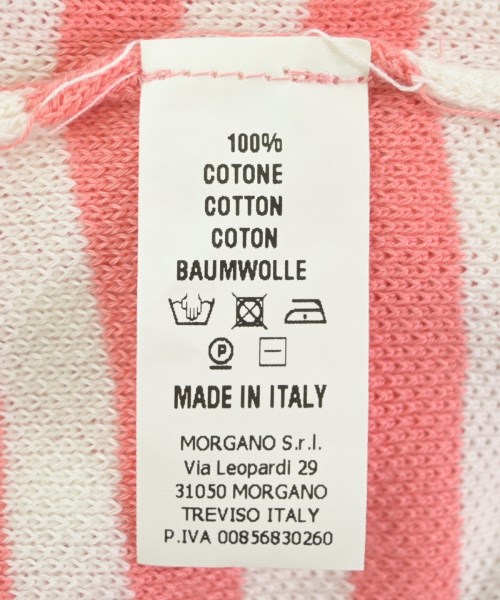 100%
COTONE
COTTON
COTON
BAUMWOLLE
P
MADE IN ITALY
MORGANO S.r.l.
Via Leopardi 29
31050 MORGANO
TREVISO ITALY
P.IVA 00856830260